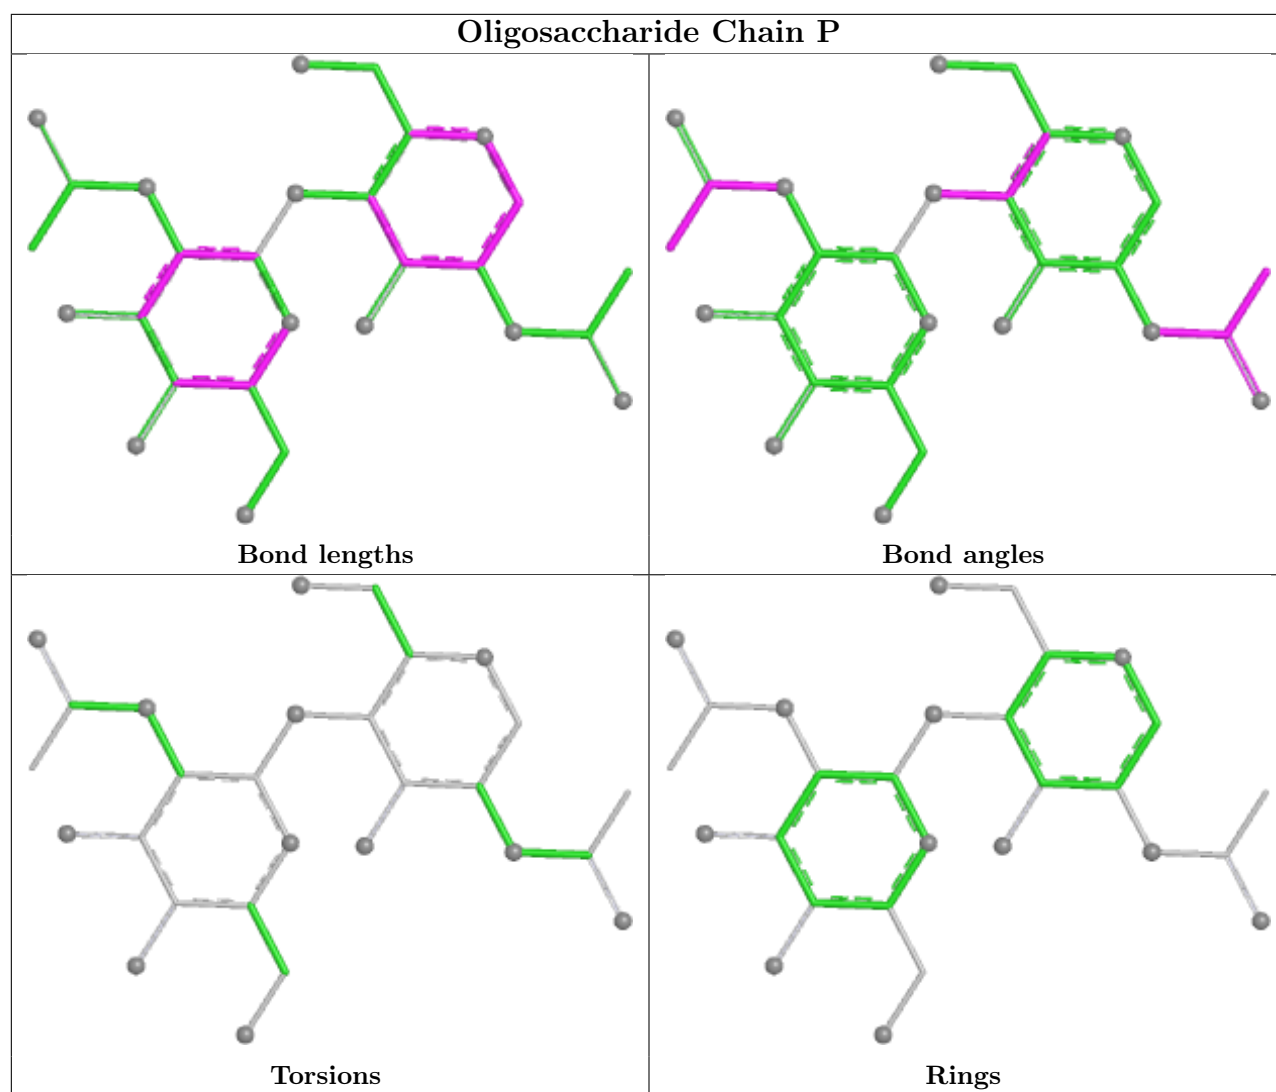 Oligosaccharide Chain P
Bond lengths
Bond angles
Torsions
Rings